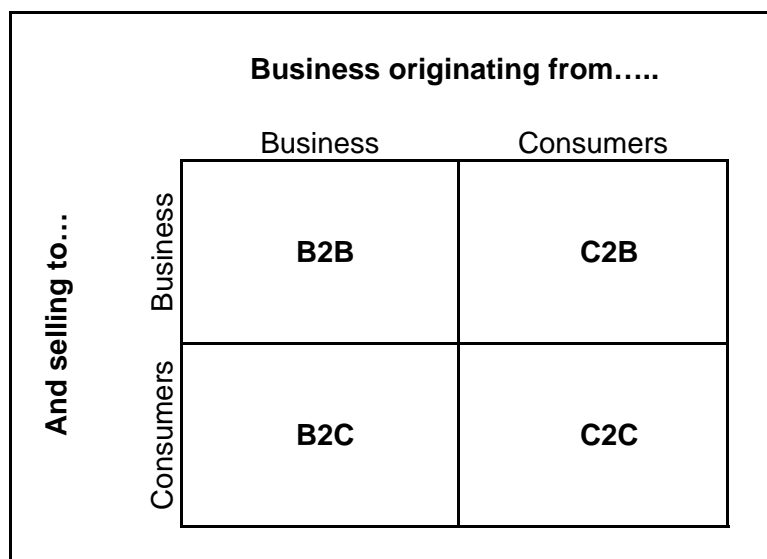 Business originating from…..
Business Consumers
And selling to…
Business
B2B C2B
Consumers
B2C C2C